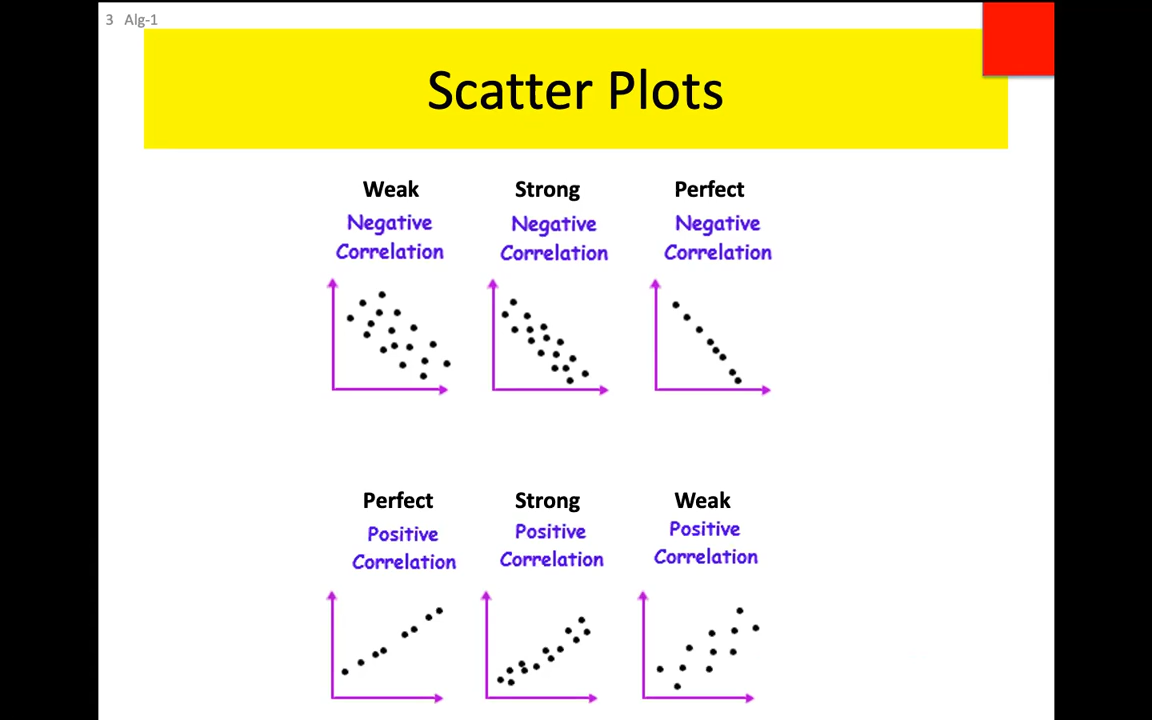 3 Alg-1
Scatter Plots
Weak
Negative
Correlation
Strong
Negative
Correlation
Perfect
Negative
Correlation
Perfect
Positive
Correlation
Strong
Positive
Correlation
Weak
Positive
Correlation